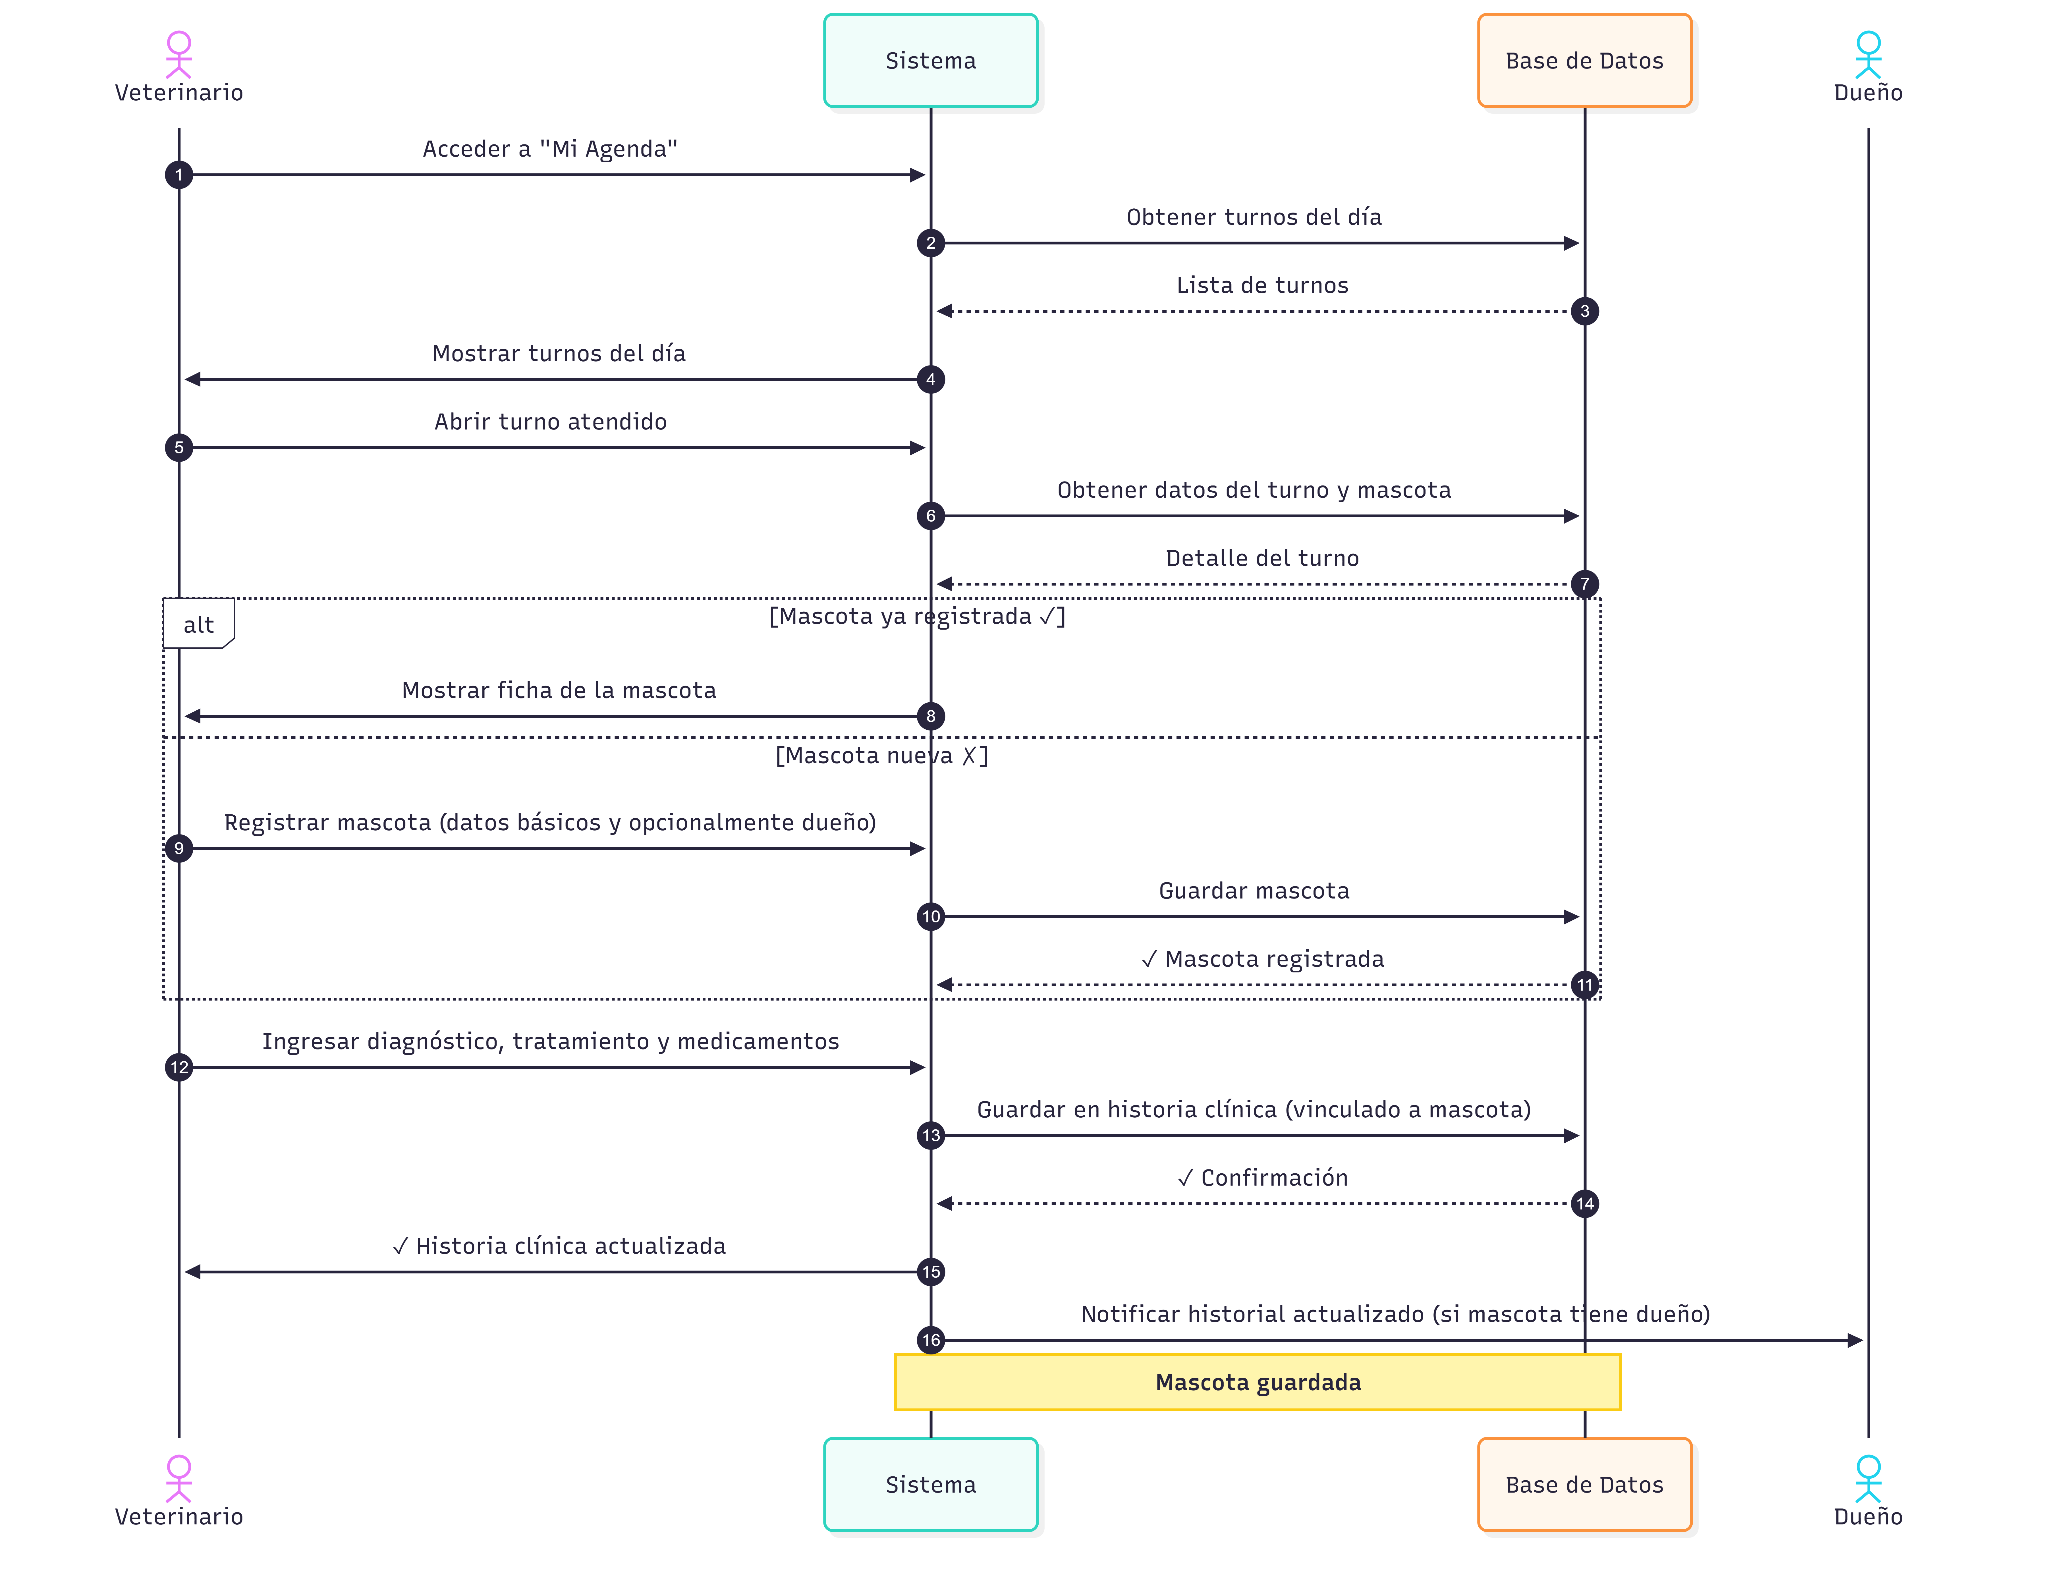 Veterinario
Sistema
Base de Datos
Dueño
Acceder a "Mi Agenda"
1
Obtener turnos del día
2
Lista de turnos
3
Mostrar turnos del día
4
Abrir turno atendido
5
Obtener datos del turno y mascota
6
Detalle del turno
7
alt
[Mascota ya registrada ✓]
Mostrar ficha de la mascota
8
[Mascota nueva ✗]
Registrar mascota (datos básicos y opcionalmente dueño)
9
Guardar mascota
10
✓ Mascota registrada
11
Ingresar diagnóstico, tratamiento y medicamentos
12
Guardar en historia clínica (vinculado a mascota)
13
✓ Confirmación
14
✓ Historia clínica actualizada
15
Notificar historial actualizado (si mascota tiene dueño)
16
Mascota guardada
Veterinario
Sistema
Base de Datos
Dueño